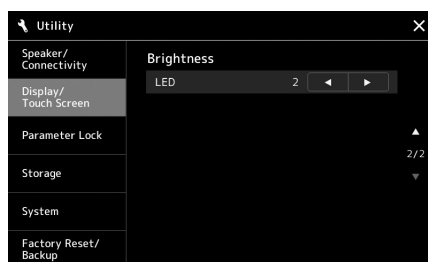 Utility
Speaker/
Connectivity
Display/
Touch Screen
Parameter Lock
Storage
System
Factory Reset/
Backup
Brightness
LED 2
2/2